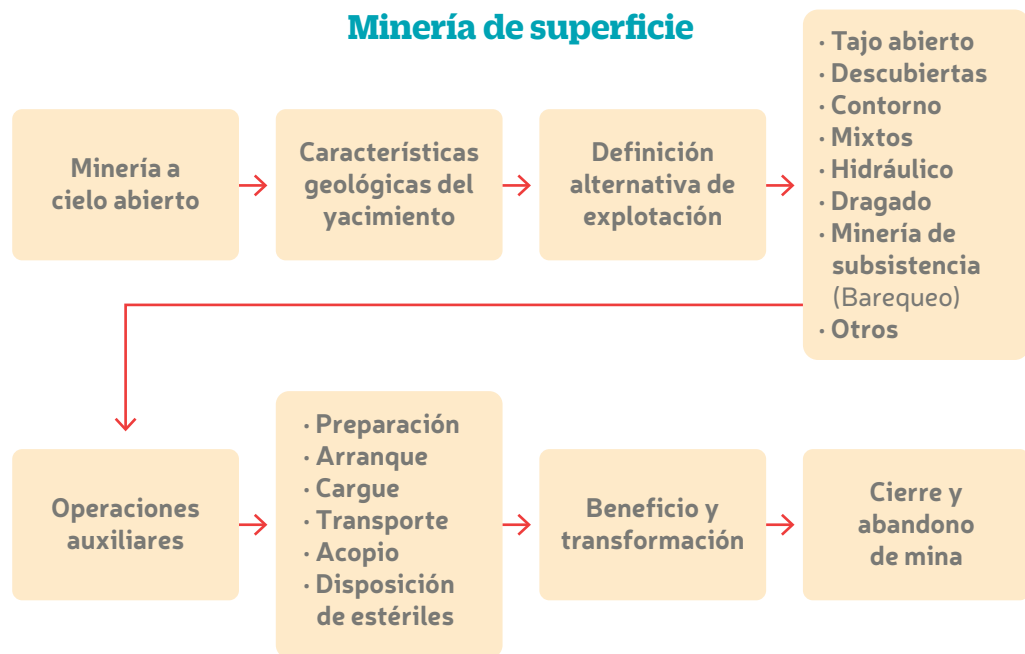 Minería de superficie
Minería a
cielo abierto
Características
geológicas del
yacimiento
Definición
alternativa de
explotación
· Tajo abierto
· Descubiertas
· Contorno
· Mixtos
· Hidráulico
· Dragado
· Minería de
subsistencia
(Barequeo)
· Otros
Operaciones
auxiliares
· Preparación
· Arranque
· Cargue
· Transporte
· Acopio
· Disposición
de estériles
Beneficio y
transformación
Cierre y
abandono
de mina